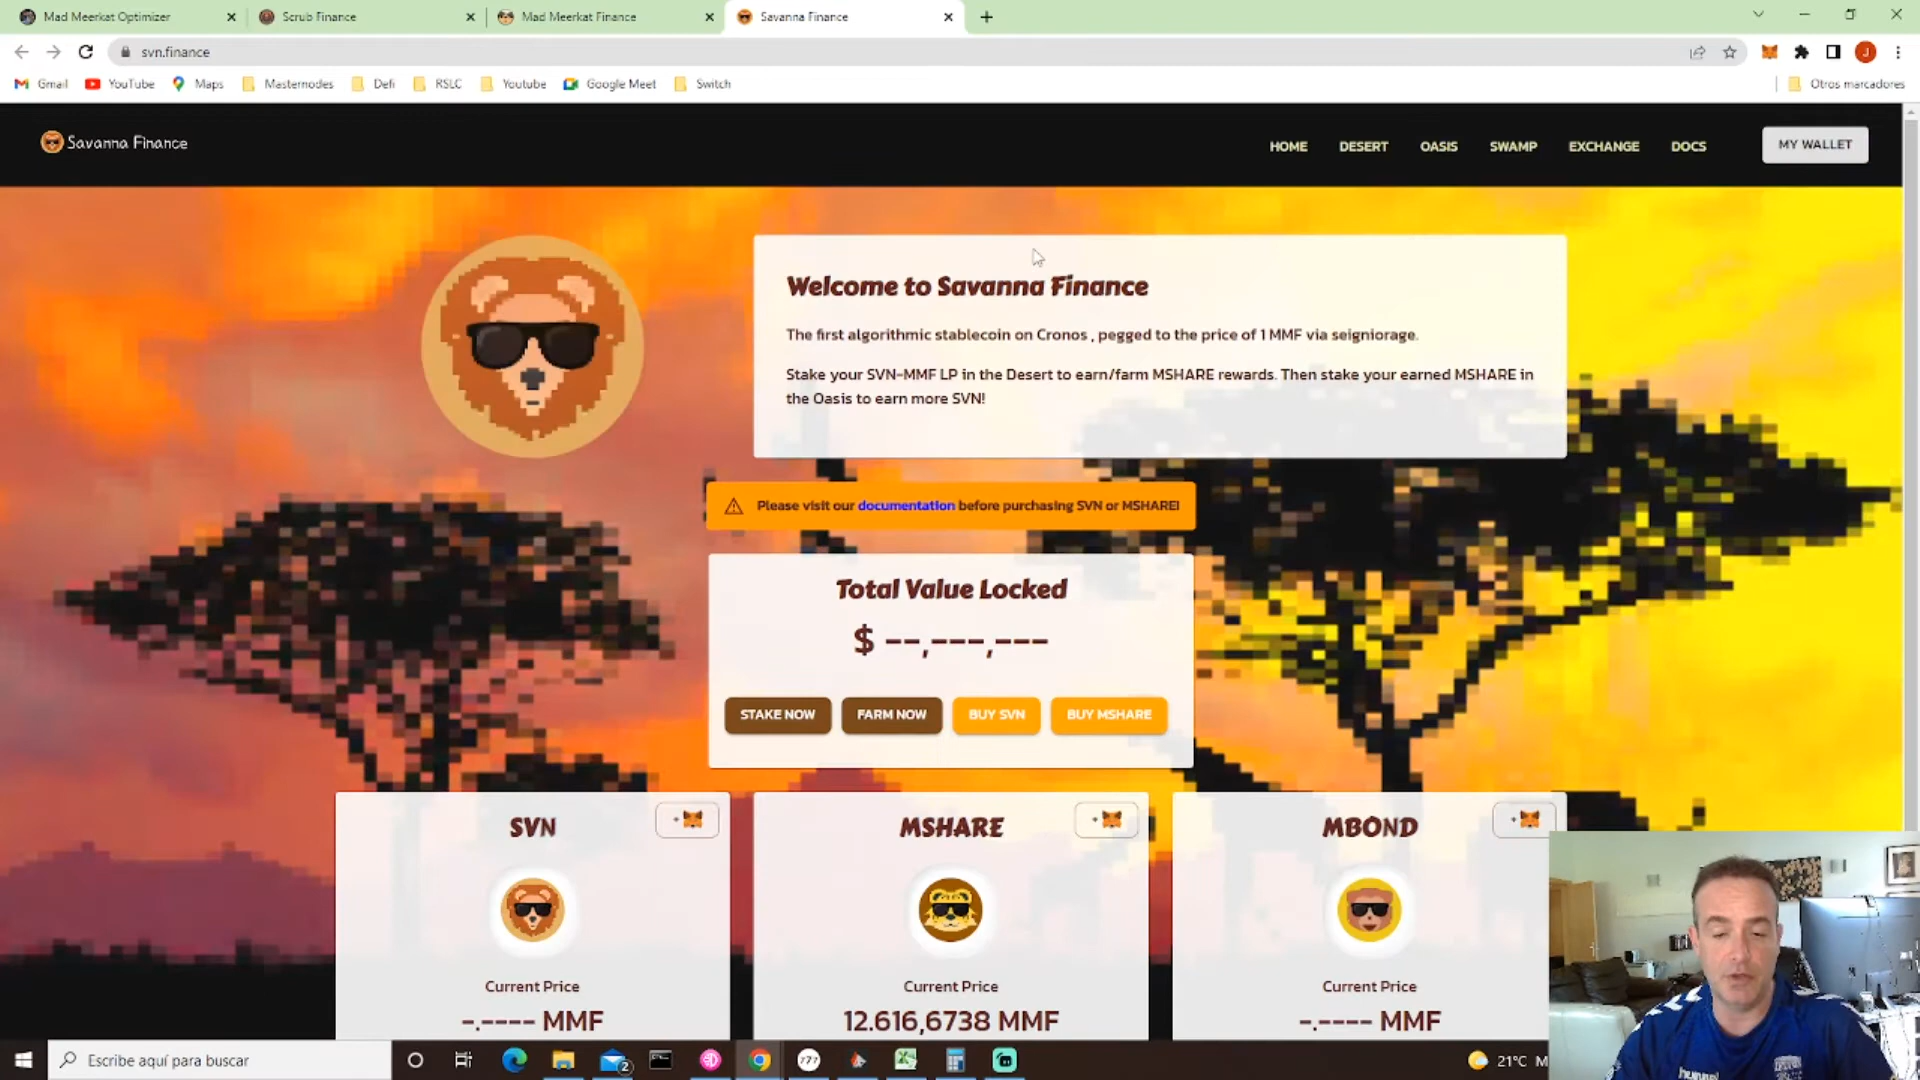 Mad Meerkat Optimizer
Scrub Finance
Mad Meerkat Finance
Savanna Finance
svn.finance
J
Gmail
YouTube
Maps
Masternodes
Defi
RSLC
Youtube
Google Meet
Switch
Otros marcadores
Savanna Finance
HOME
DESERT
OASIS
SWAMP
EXCHANGE
DOCS
MY WALLET
Welcome to Savanna Finance
The first algorithmic stablecoin on Cronos , pegged to the price of 1 MMF via seigniorage.
Stake your SVN-MMF LP in the Desert to earn/farm MSHARE rewards. Then stake your earned MSHARE in
the Oasis to earn more SVN!
Please visit our documentation before purchasing SVN or MSHARE!
Total Value Locked
$ --,---,---
STAKE NOW
FARM NOW
BUY SVN
BUY MSHARE
SVN
MSHARE
MBOND
Current Price
Current Price
Current Price
-.---- MMF
12.616,6738 MMF
-.---- MMF
Escribe aquí para buscar
2
777
21°C M